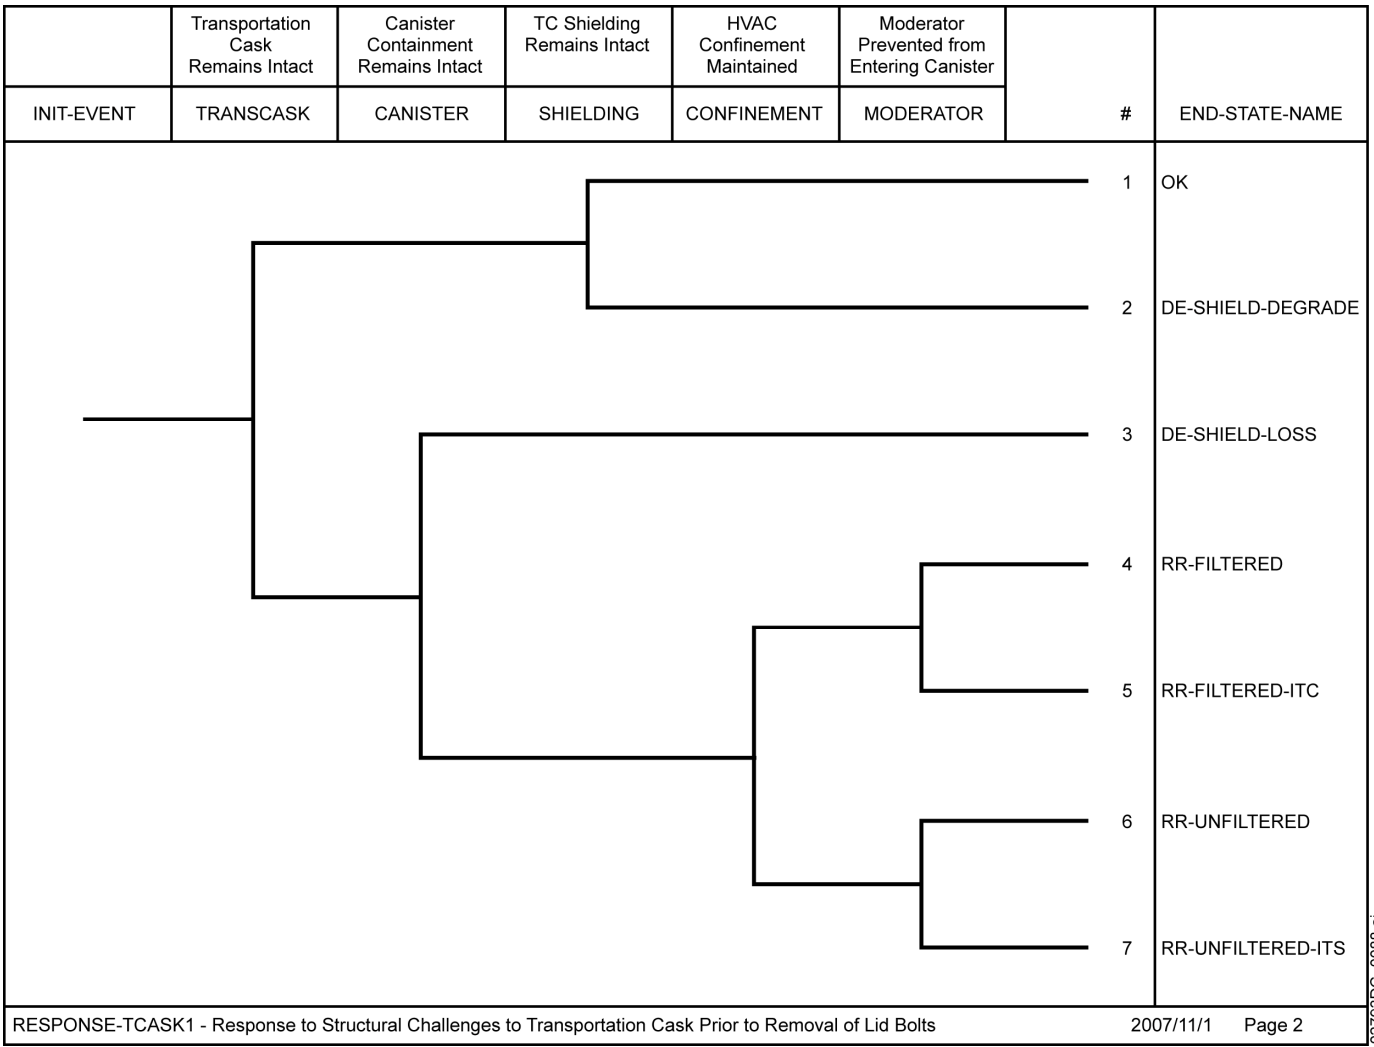 Transportation
Cask
Remains Intact
Canister
Containment
Remains Intact
TC Shielding
Remains Intact
HVAC
Confinement
Maintained
Moderator
Prevented from
Entering Canister
INIT-EVENT
TRANSCASK
CANISTER
SHIELDING
CONFINEMENT
MODERATOR
#
END-STATE-NAME
1 OK
2 DE-SHIELD-DEGRADE
3 DE-SHIELD-LOSS
4 RR-FILTERED
5 RR-FILTERED-ITC
6 RR-UNFILTERED
7 RR-UNFILTERED-ITS
RESPONSE-TCASK1 - Response to Structural Challenges to Transportation Cask Prior to Removal of Lid Bolts
2007/11/1 Page 2